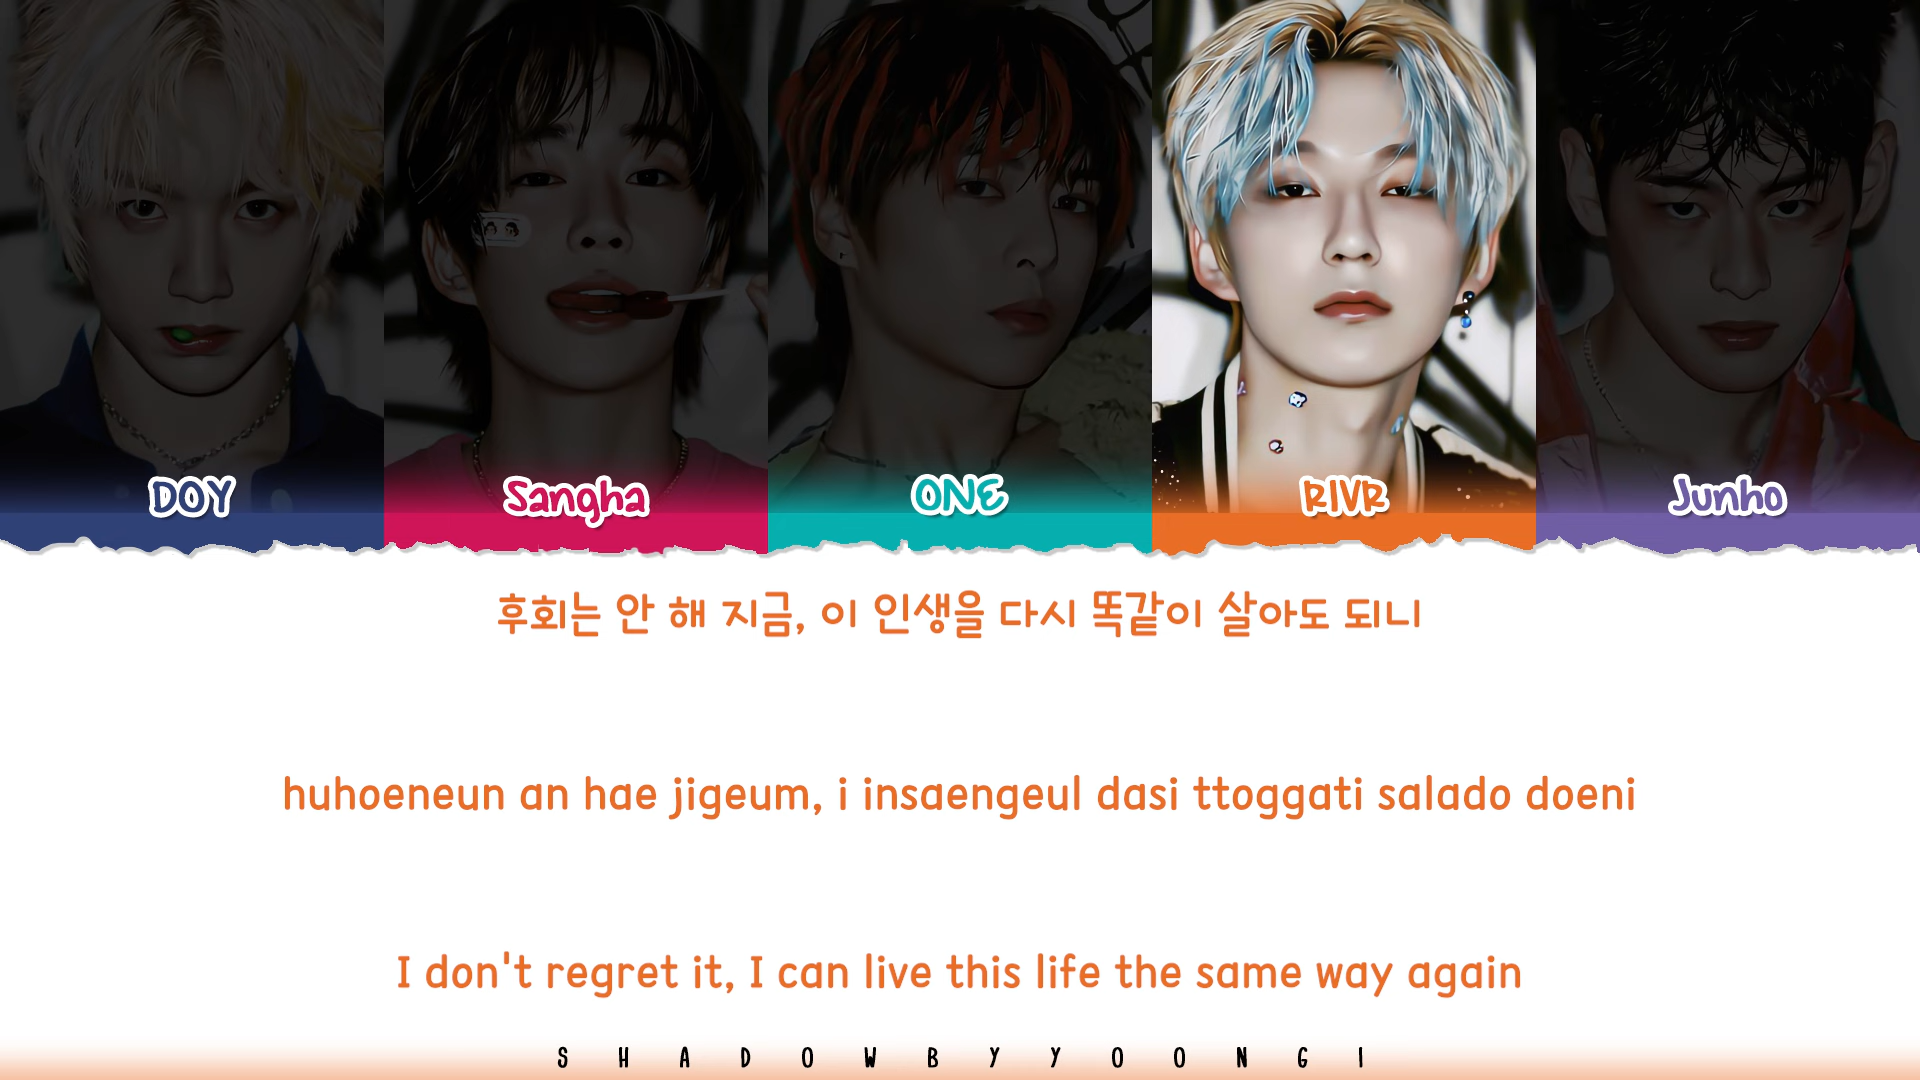 DOY
Sangha
ONE
RIVR
Junho
후회는 안 해 지금, 이 인생을 다시 똑같이 살아도 되니
huhoeneun an hae jigeum, i insaengeul dasi ttoggati salado doeni
I don't regret it, I can live this life the same way again
SHADOWBYYOONGI